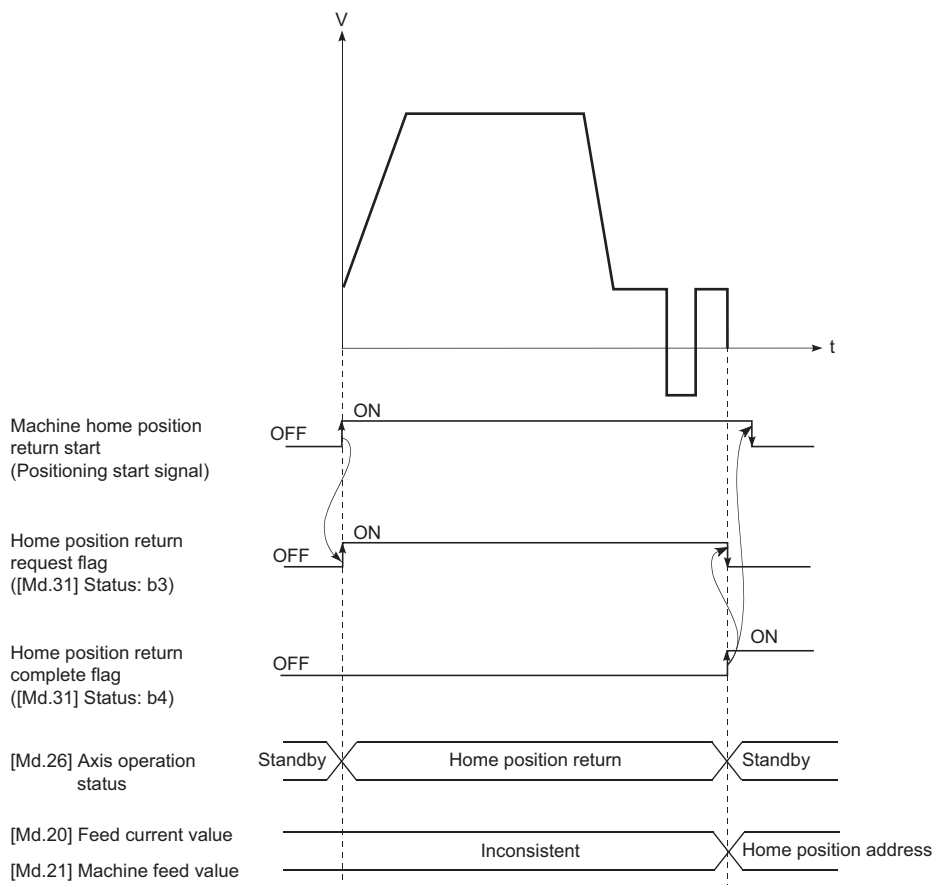 V
t
Machine home position
return start
(Positioning start signal)
OFF
ON
Home position return
request flag
([Md.31] Status: b3)
OFF
ON
Home position return
complete flag
([Md.31] Status: b4)
OFF
ON
[Md.26] Axis operation
status
Standby
Home position return
Standby
[Md.20] Feed current value
[Md.21] Machine feed value
Inconsistent
Home position address